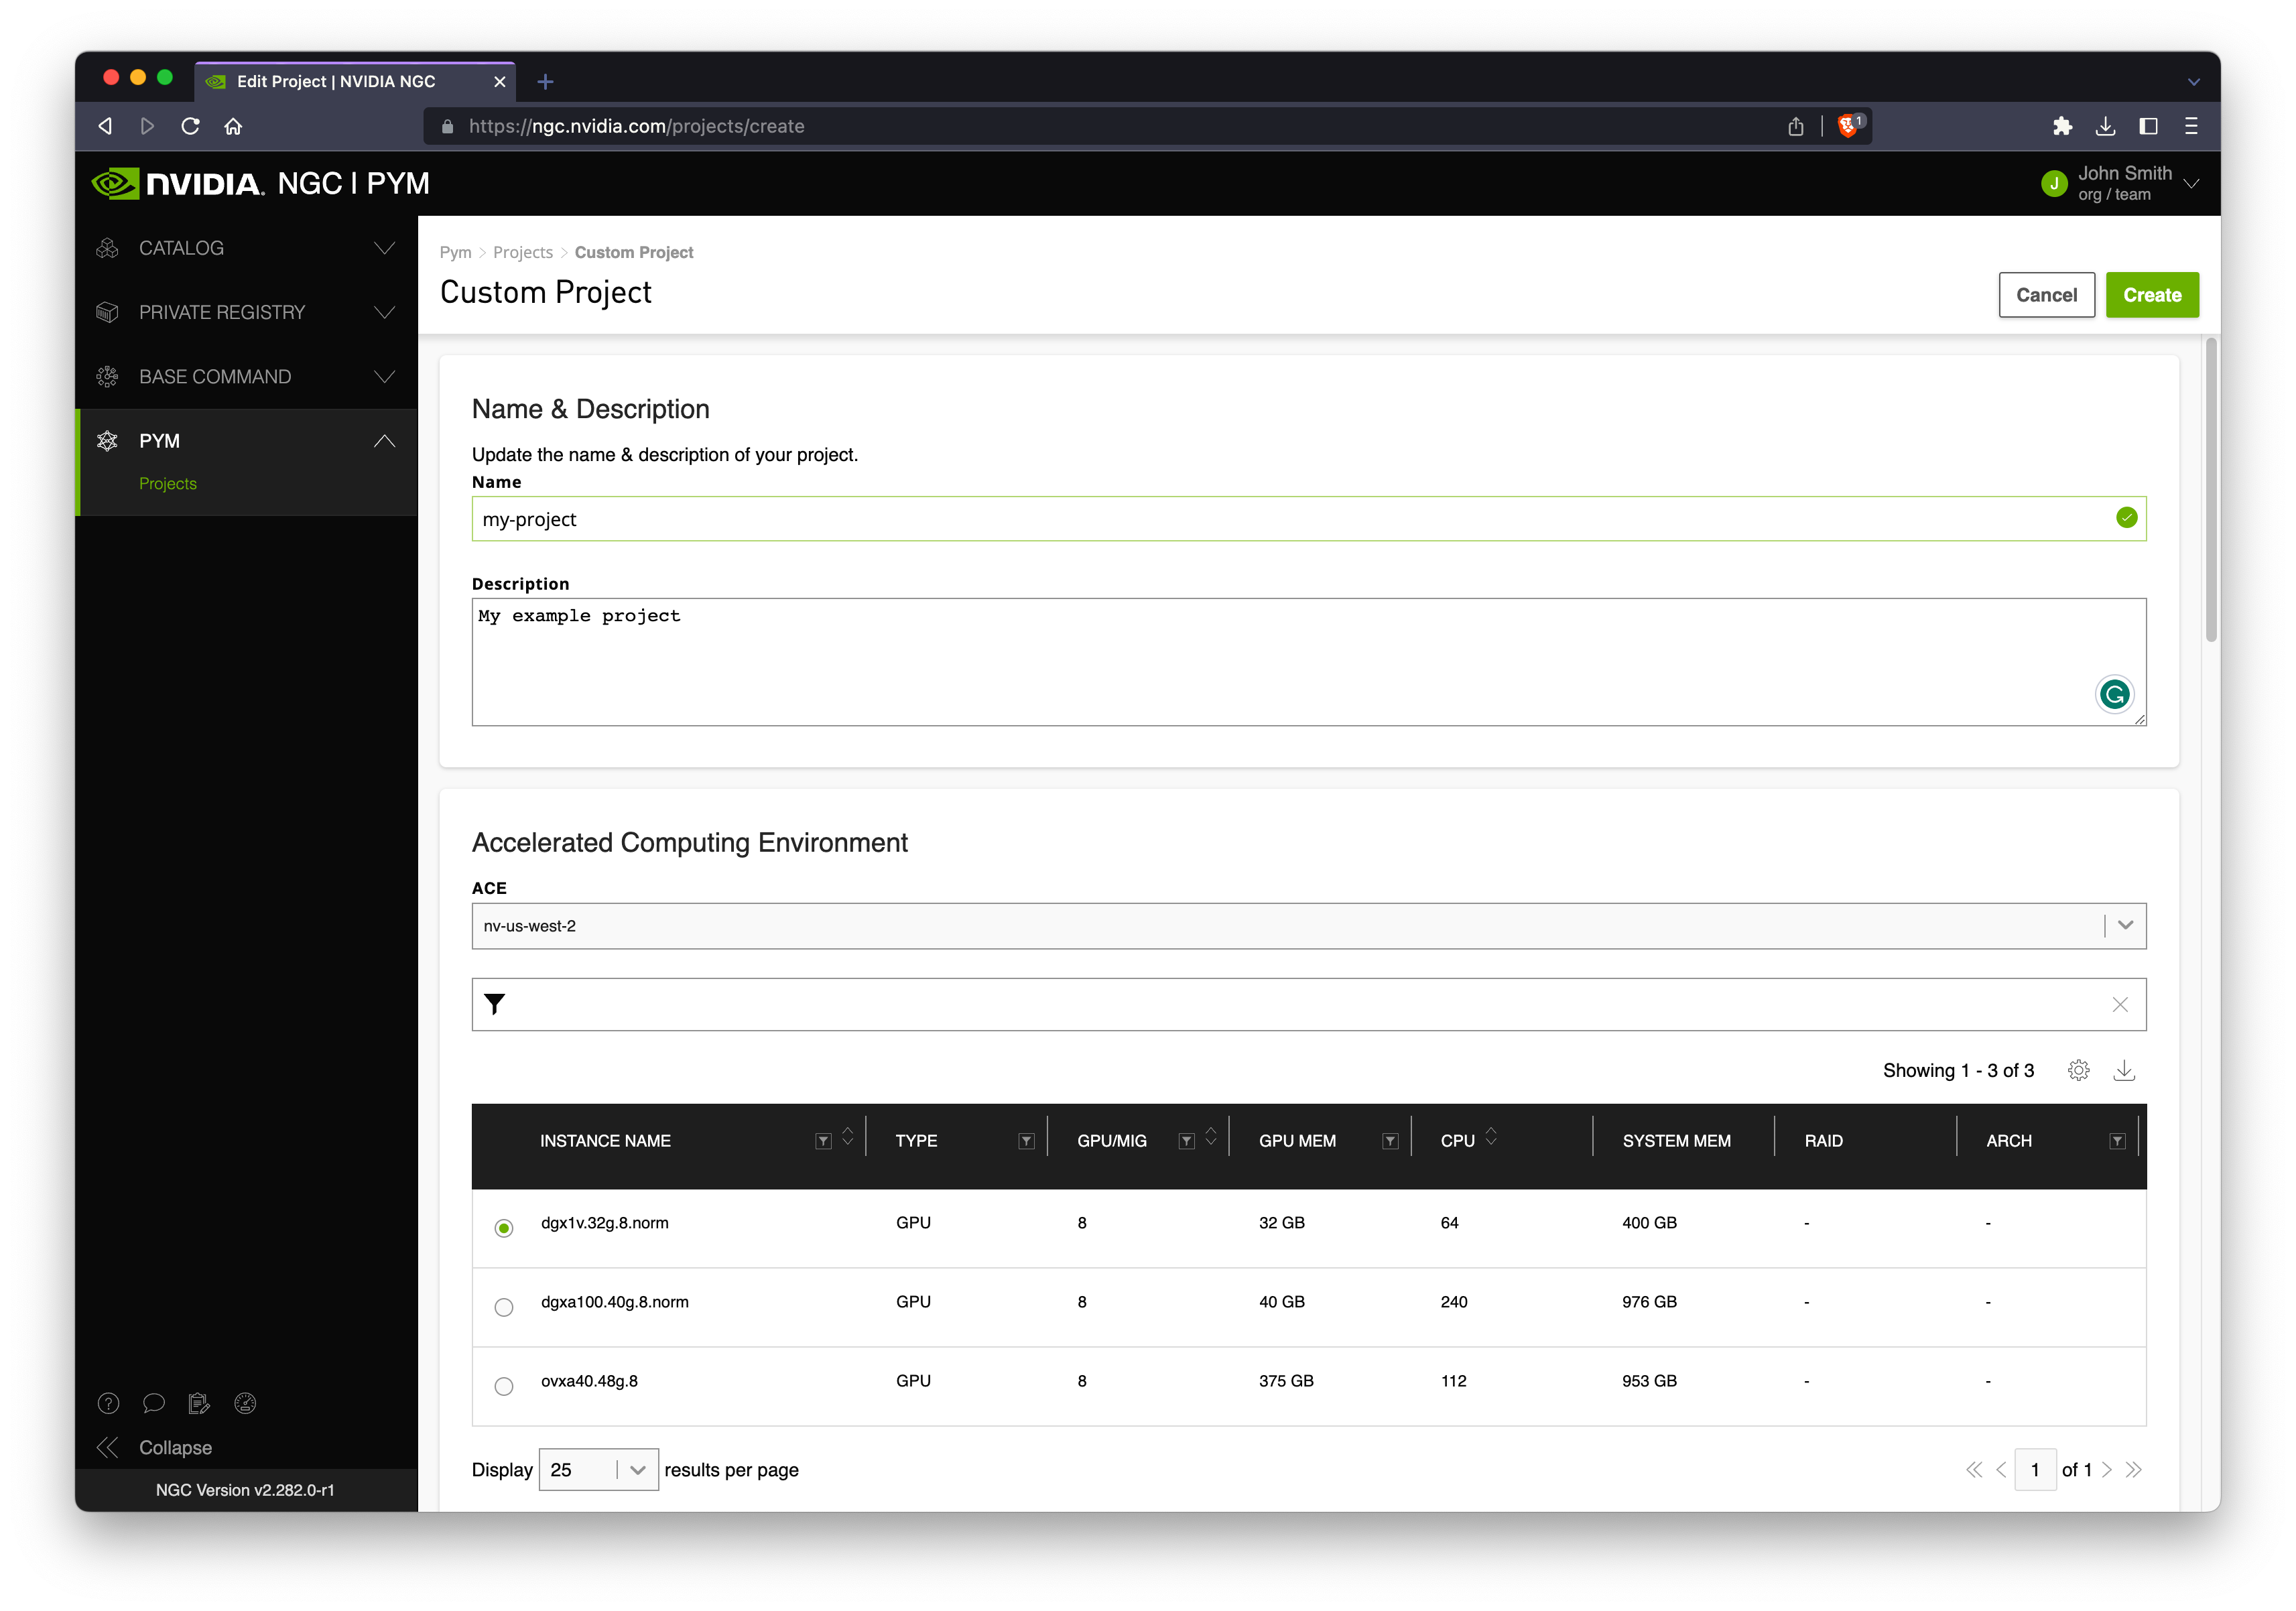 Edit Project | NVIDIA NGC
https://ngc.nvidia.com/projects/create
1
NVIDIA. NGC | PYM
J
John Smith
org / team
CATALOG
PRIVATE REGISTRY
BASE COMMAND
PYM
Projects
Pym > Projects > Custom Project
Custom Project
Cancel
Create
Name & Description
Update the name & description of your project.
Name
my-project
Description
My example project
Accelerated Computing Environment
ACE
nv-us-west-2
Showing 1 - 3 of 3
INSTANCE NAME TYPE GPU/MIG GPU MEM CPU SYSTEM MEM RAID ARCH
dgx1v.32g.8.norm GPU 8 32 GB 64 400 GB - -
dgxa100.40g.8.norm GPU 8 40 GB 240 976 GB - -
ovxa40.48g.8 GPU 8 375 GB 112 953 GB - -
Display 25 results per page
1 of 1
Collapse
NGC Version v2.282.0-r1